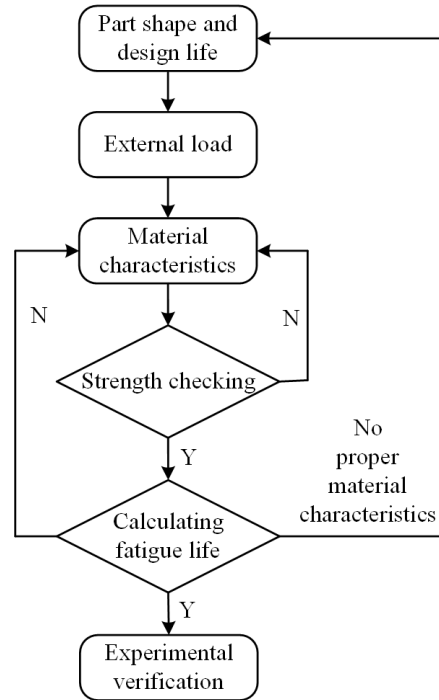 Part shape and
design life
External load
Material
characteristics
N
N
Strength checking
Y
No
proper
material
characteristics
Calculating
fatigue life
Y
Experimental
verification